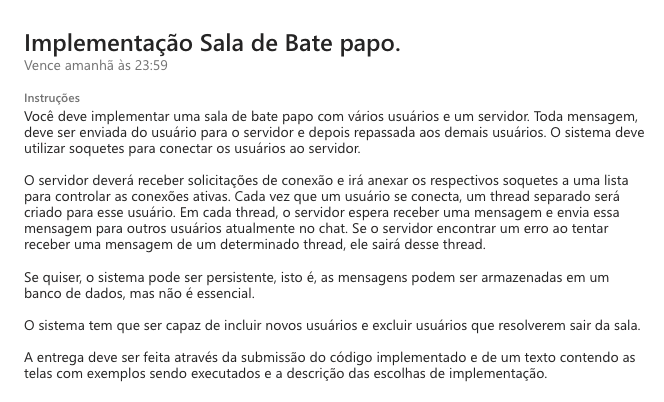 Implementação Sala de Bate papo.
Vence amanhã às 23:59
Instruções
Você deve implementar uma sala de bate papo com vários usuários e um servidor. Toda mensagem,
deve ser enviada do usuário para o servidor e depois repassada aos demais usuários. O sistema deve
utilizar soquetes para conectar os usuários ao servidor.
O servidor deverá receber solicitações de conexão e irá anexar os respectivos soquetes a uma lista
para controlar as conexões ativas. Cada vez que um usuário se conecta, um thread separado será
criado para esse usuário. Em cada thread, o servidor espera receber uma mensagem e envia essa
mensagem para outros usuários atualmente no chat. Se o servidor encontrar um erro ao tentar
receber uma mensagem de um determinado thread, ele sairá desse thread.
Se quiser, o sistema pode ser persistente, isto é, as mensagens podem ser armazenadas em um
banco de dados, mas não é essencial.
O sistema tem que ser capaz de incluir novos usuários e excluir usuários que resolverem sair da sala.
A entrega deve ser feita através da submissão do código implementado e de um texto contendo as
telas com exemplos sendo executados e a descrição das escolhas de implementação.